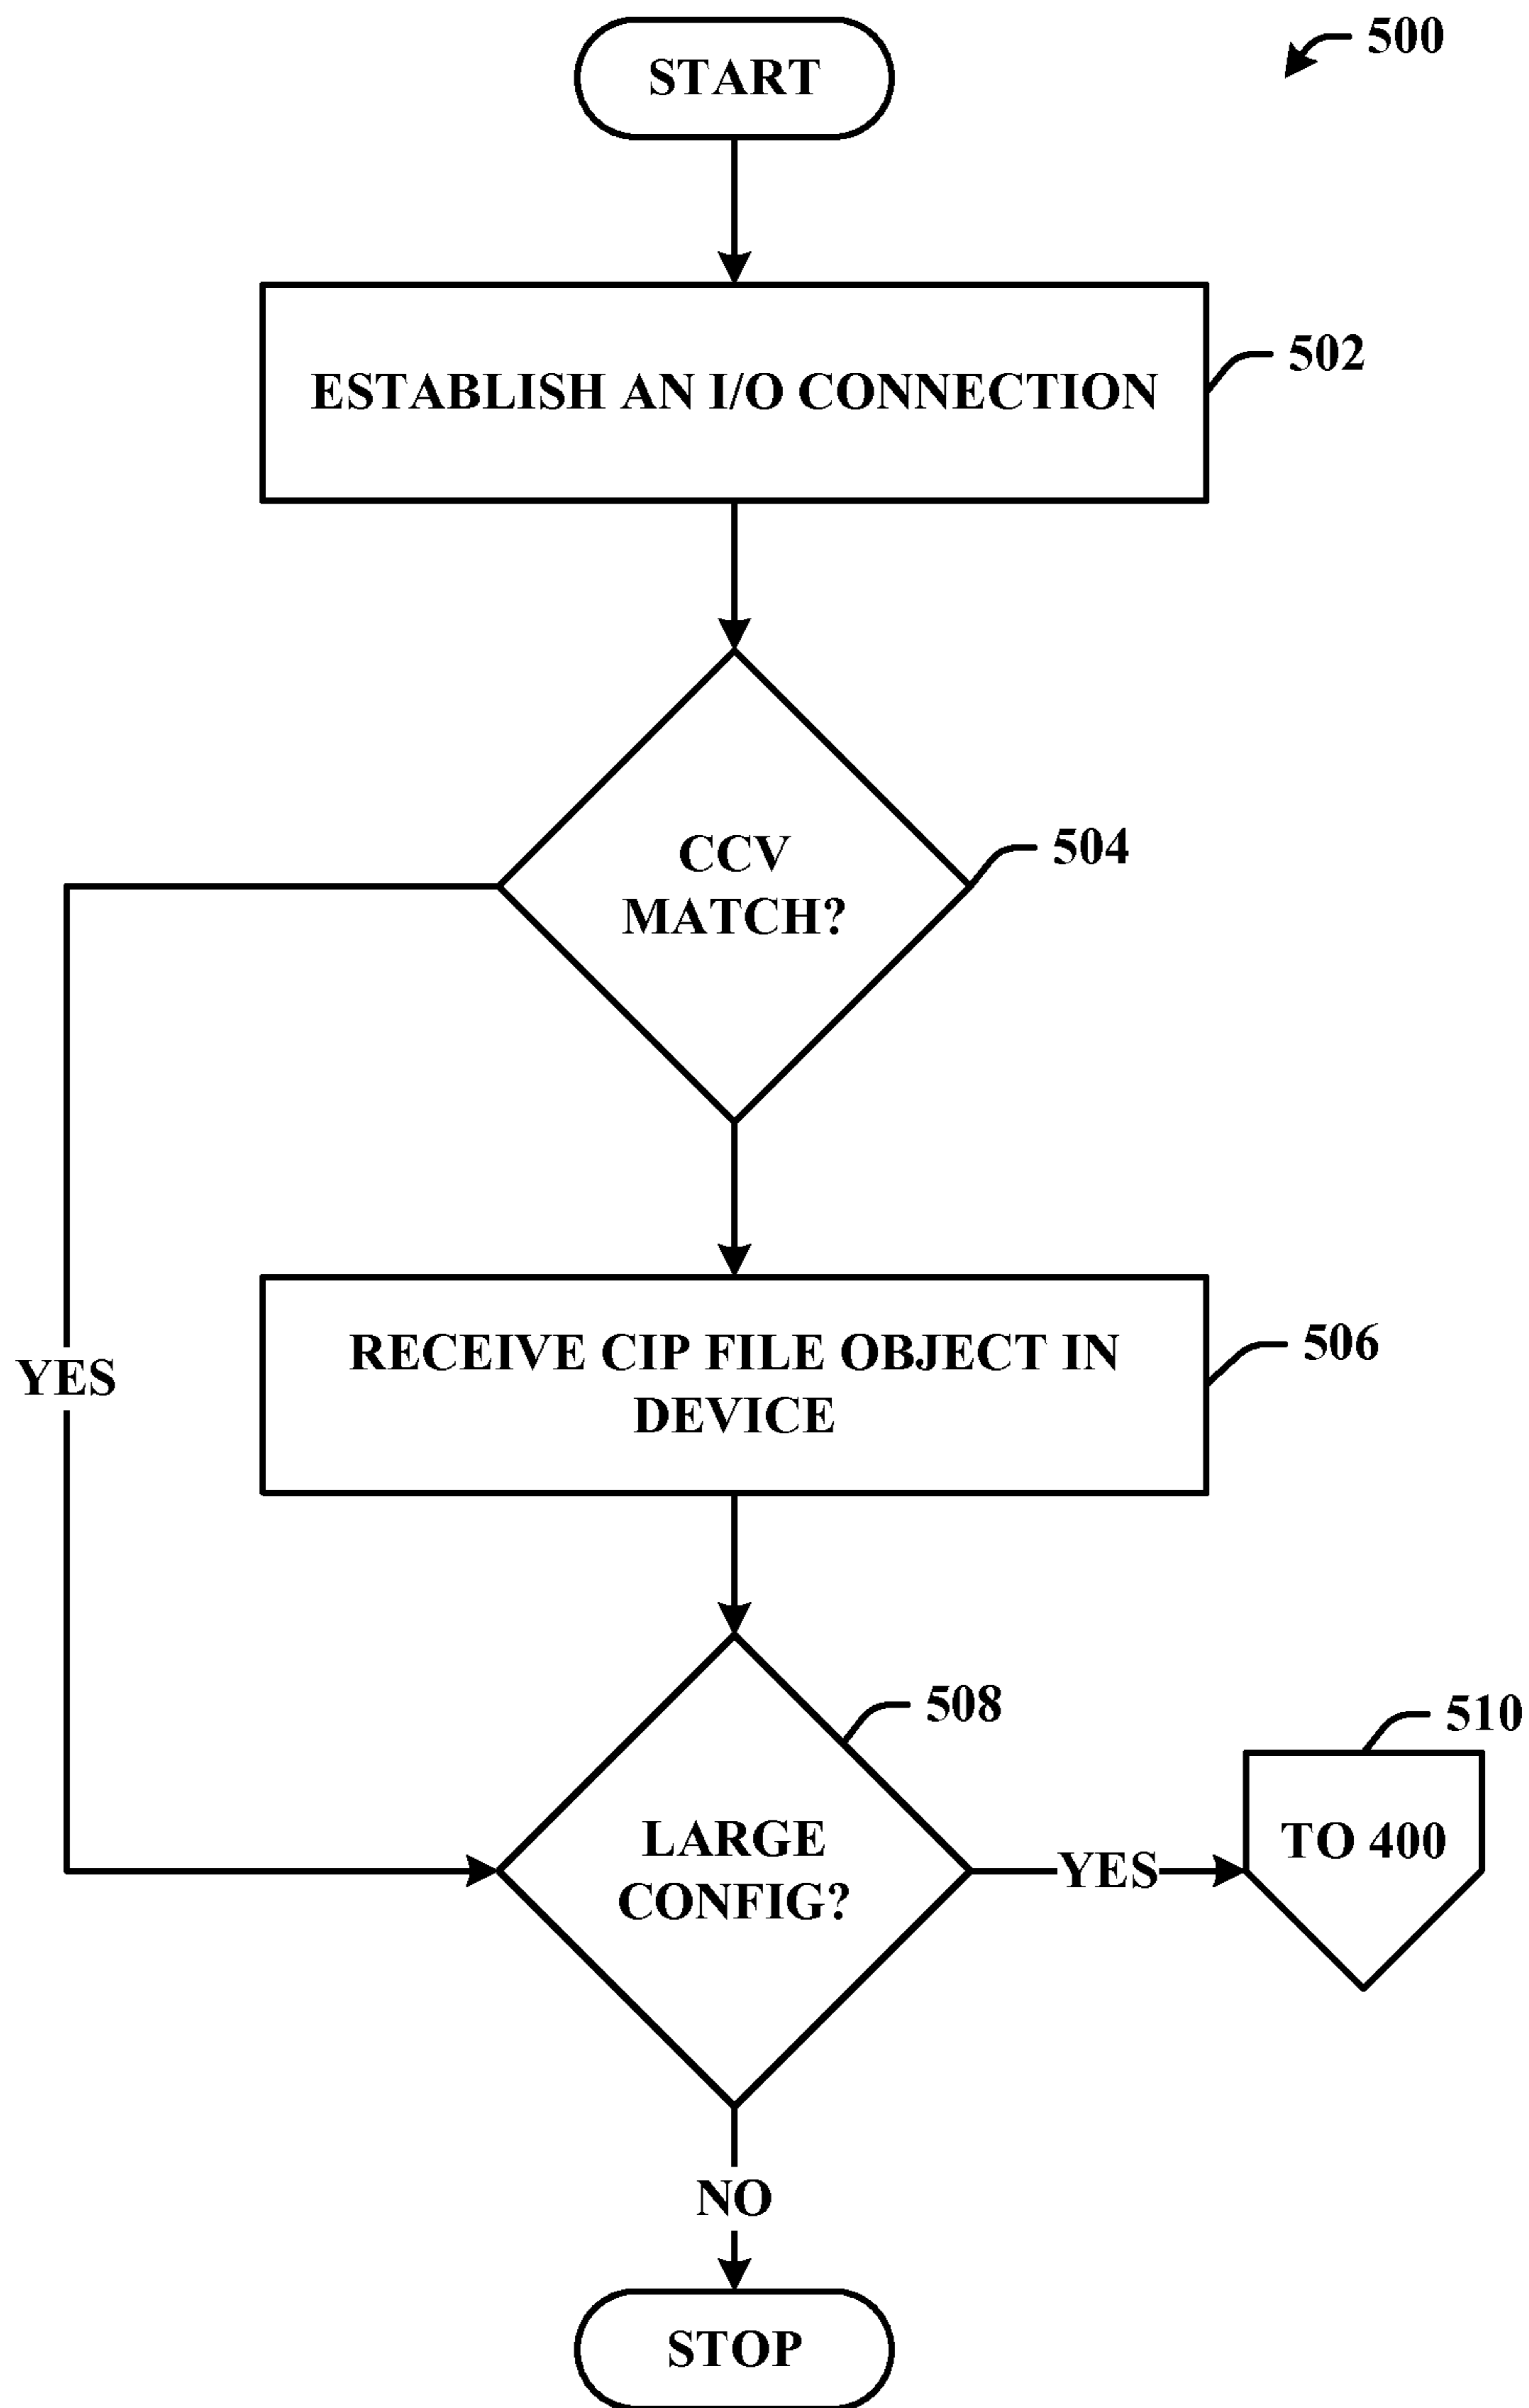 START
500
ESTABLISH AN I/O CONNECTION
502
CCV
MATCH?
504
YES
RECEIVE CIP FILE OBJECT IN
DEVICE
506
LARGE
CONFIG?
508
YES
TO 400
510
NO
STOP